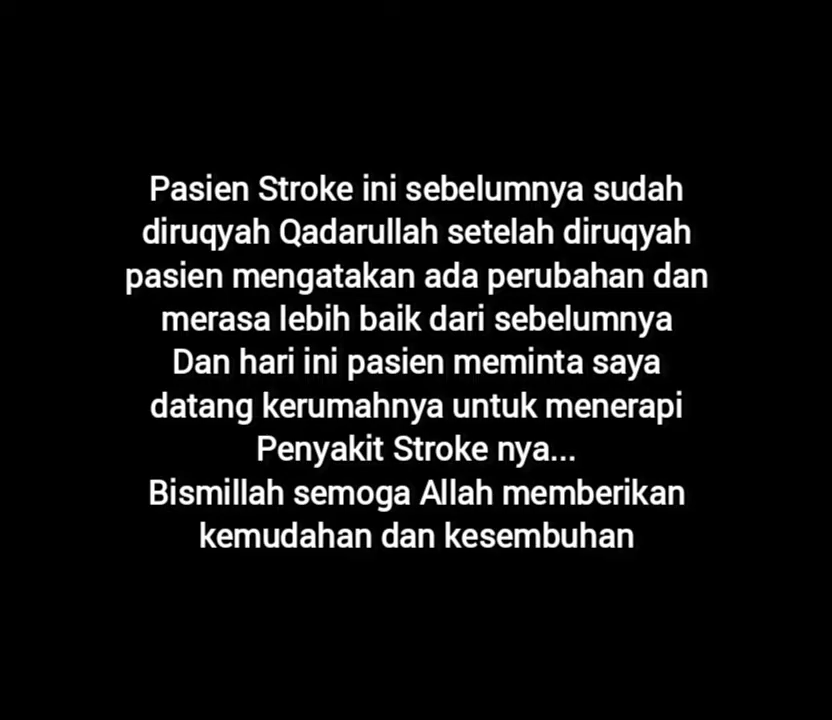 Pasien Stroke ini sebelumnya sudah
diruqyah Qadarullah setelah diruqyah
pasien mengatakan ada perubahan dan
merasa lebih baik dari sebelumnya
Dan hari ini pasien meminta saya
datang kerumahnya untuk menerapi
Penyakit Stroke nya...
Bismillah semoga Allah memberikan
kemudahan dan kesembuhan